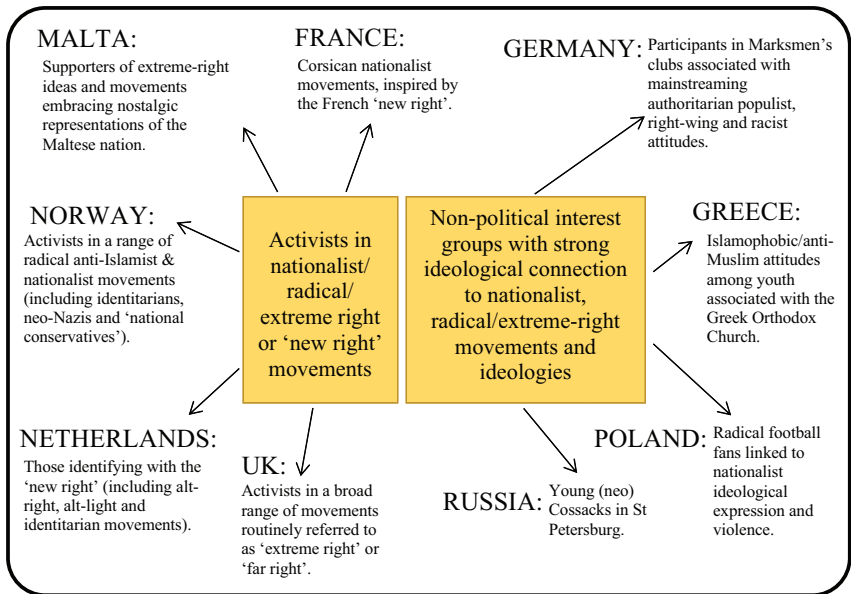 MALTA:
Supporters of extreme-right
ideas and movements
embracing nostalgic
representations of the
Maltese nation.
FRANCE:
Corsican nationalist
movements, inspired by
the French ‘new right’.
GERMANY:
Participants in Marksmen’s
clubs associated with
mainstreaming
authoritarian populist,
right-wing and racist
attitudes.
NORWAY:
Activists in a range of
radical anti-Islamist &
nationalist movements
(including identitarians,
neo-Nazis and ‘national
conservatives’).
Activists in
nationalist/
radical/
extreme right
or ‘new right’
movements
Non-political interest
groups with strong
ideological connection
to nationalist,
radical/extreme-right
movements and
ideologies
GREECE:
Islamophobic/anti-
Muslim attitudes
among youth
associated with the
Greek Orthodox
Church.
NETHERLANDS:
Those identifying with the
‘new right’ (including alt-
right, alt-light and
identitarian movements).
UK:
Activists in a broad
range of movements
routinely referred to
as ‘extreme right’ or
‘far right’.
RUSSIA:
Young (neo)
Cossacks in St
Petersburg.
POLAND:
Radical football
fans linked to
nationalist
ideological
expression and
violence.